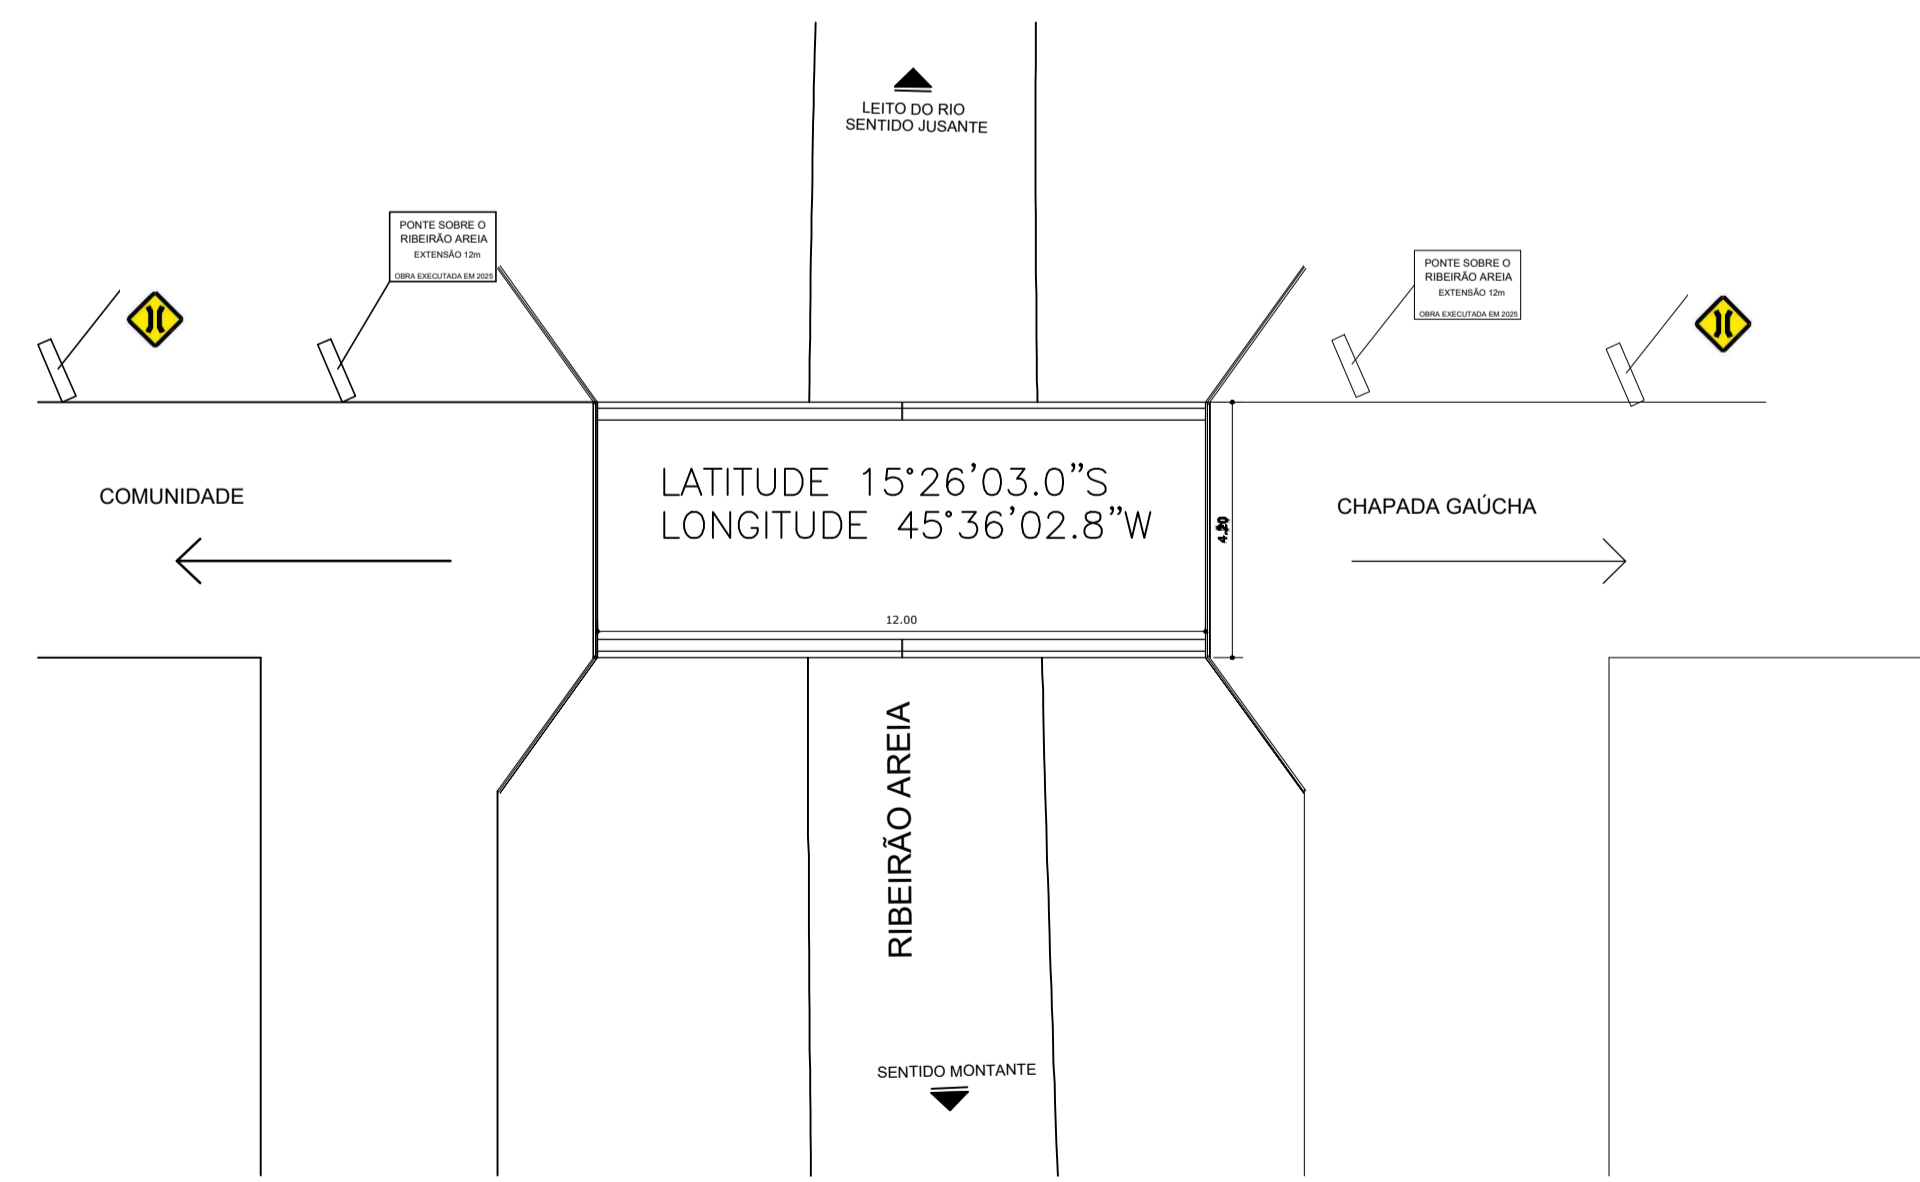 LEITO DO RIO
SENTIDO JUSANTE
PONTE SOBRE O
RIBEIRÃO AREIA
EXTENSÃO 12m
OBRA EXECUTADA EM 2025
PONTE SOBRE O
RIBEIRÃO AREIA
EXTENSÃO 12m
OBRA EXECUTADA EM 2025
COMUNIDADE
LATITUDE 15°26'03.0”S
LONGITUDE 45°36'02.8”W
CHAPADA GAÚCHA
12.00
RIBEIRÃO AREIA
SENTIDO MONTANTE